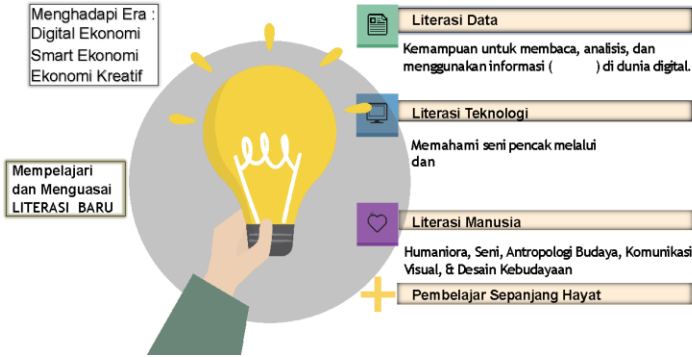 Menghadapi Era :
Digital Ekonomi
Smart Ekonomi
Ekonomi Kreatif
Mempelajari
dan Menguasai
LITERASI BARU
Literasi Data
Kemampuan untuk membaca, analisis, dan
menggunakan informasi ( ) di dunia digital.
Literasi Teknologi
Memahami seni pencak melalui
dan
Literasi Manusia
Humaniora, Seni, Antropologi Budaya, Komunikasi
Visual, & Desain Kebudayaan
Pembelajar Sepanjang Hayat